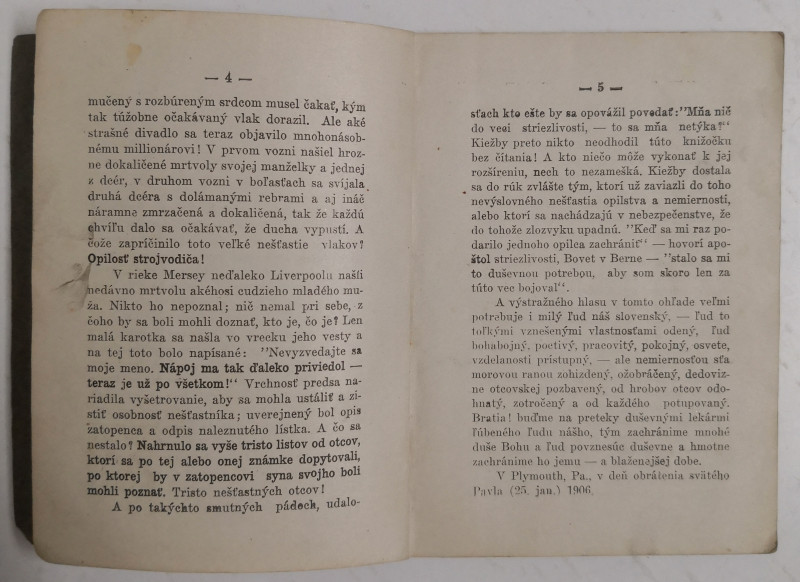 — 4 —
mučený s rozbúreným srdcom musel čakať, kým
tak túžobne očakávaný vlak dorazil. Ale aké
strašné divadlo sa teraz objavilo mnohonásob-
nému millionárovi! V prvom vozni našiel hroz-
ne dokaličené mrtvoly svojej manželky a jednej
z dcér, v druhom vozni v boľasťach sa svíjala
druhá dcéra s dolámanými rebrami a aj ináč
náramne zmrzačená a dokaličená, tak že každú
chvíľu dalo sa očakávať, že ducha vypustí. A
čože zapríčinilo toto veľké nešťastie vlakov?
Opilosť strojvodiča!
V rieke Mersey neďaleko Liverpoolu našli
nedávno mrtvolu akéhosi cudzieho mladého mu-
ža. Nikto ho nepoznal; nič nemal pri sebe, z
čoho by sa boli mohli doznať, kto je, čo je? Len
malá karotka sa našla vo vrecku jeho vesty a
na tej toto bolo napísané: "Nevyzvedajte sa
moje meno. Nápoj ma tak ďaleko priviedol —
teraz je už po všetkom!" Vrchnosť predsa na-
riadila vyšetrovanie, aby sa mohla ustáliť a zi-
stiť osobnosť nešťastníka; uverejnený bol opis
zatopenca a odpis naleznutého lístka. A čo sa
nestalo? Nahrnulo sa vyše tristo listov od otcov,
ktorí sa po tej alebo onej známke dopytovali,
po ktorej by v zatopencovi syna svojho boli
mohli poznať. Tristo nešťastných otcov!
A po takýchto smutných pádoch, udalo-
— 5 —
sťach kto ešte by sa opovážil povedať: "Mňa nič
do veci striezlivosti, — to sa mňa netýka?"
Kiežby preto nikto neodhodil túto knižočku
bez čítania! A kto niečo môže vykonať k jej
rozšíreniu, nech to nezamešká. Kiežby dostala
sa do rúk zvlášte tým, ktorí už zaviazli do toho
nevýslovného nešťastia opilstva a nemiernosti,
alebo ktorí sa nachádzajú v nebezpečenstve, že
do tohože zlozvyku upadnú. "Keď sa mi raz po-
darilo jednoho opilca zachrániť" — hovorí apo-
štol striezlivosti, Bovet v Berne — "stalo sa mi
to duševnou potrebou, aby som skoro len za
túto vec bojoval".
A výstražného hlasu v tomto ohľade veľmi
potrebuje i milý ľud náš slovenský, — ľud to
toľkými vznešenými vlastnosťami odený, ľud
bohabojný, poctivý, pracovitý, pokojný, osvete,
vzdelanosti prístupný, — ale nemiernosťou sťa
morovou ranou zohizdený, ožobráčený, dedoviz-
ne otcovskej pozbavený, od hrobov otcov odo-
hnatý, zotročený a od každého potupovaný.
Bratia! buďme na preteky duševnými lekármi
ľúbeného ľudu nášho, tým zachránime mnohé
duše Bohu a ľud povznesúc duševne a hmotne
zachránime ho jemu — a blaženejšej dobe.
V Plymouth, Pa., v deň obrátenia svätého
Pavla (25. jan.) 1906.